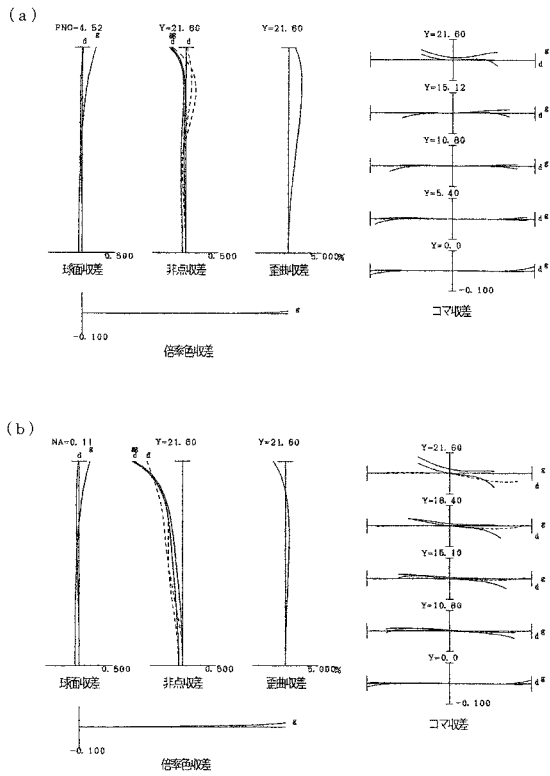 (a)
FNO=4.52
d g
Y=21.60
g g
d d
Y=21.60
0.500
球面収差
0.500
非点収差
5.000%
歪曲収差
g
-0.100
倍率色収差
Y=21.60
g
d
Y=15.12
g
d
Y=10.80
g
d
Y=5.40
g
d
Y=0.0
g
d
-0.100
コマ収差
(b)
NA=0.11
d g
Y=21.60
d d
Y=21.60
0.500
球面収差
0.500
非点収差
5.000%
歪曲収差
g
-0.100
倍率色収差
Y=21.60
g
d
Y=18.40
g
d
Y=15.10
g
d
Y=10.80
g
d
Y=0.0
g
d
-0.100
コマ収差